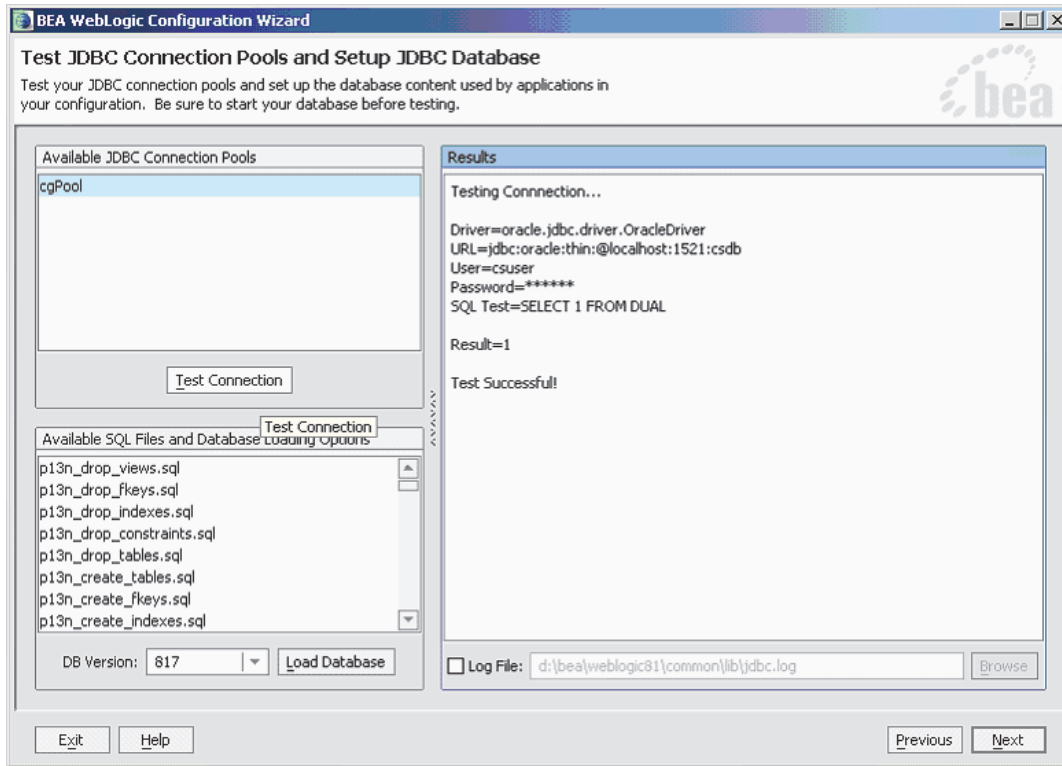 BEA WebLogic Configuration Wizard
Test JDBC Connection Pools and Setup JDBC Database
Test your JDBC connection pools and set up the database content used by applications in
your configuration. Be sure to start your database before testing.
bea
Available JDBC Connection Pools
cgPool
Test Connection
Test Connection
Available SQL Files and Database Loading Options
p13n_drop_views.sql
p13n_drop_fkeys.sql
p13n_drop_indexes.sql
p13n_drop_constraints.sql
p13n_drop_tables.sql
p13n_create_tables.sql
p13n_create_fkeys.sql
p13n_create_indexes.sql
DB Version: 817 Load Database
Results
Testing Connnection...
Driver=oracle.jdbc.driver.OracleDriver
URL=jdbc:oracle:thin:@localhost:1521:csdb
User=csuser
Password=******
SQL Test=SELECT 1 FROM DUAL
Result=1
Test Successful!
Log File: d:\bea\weblogic81\common\lib\jdbc.log Browse
Exit Help Previous Next